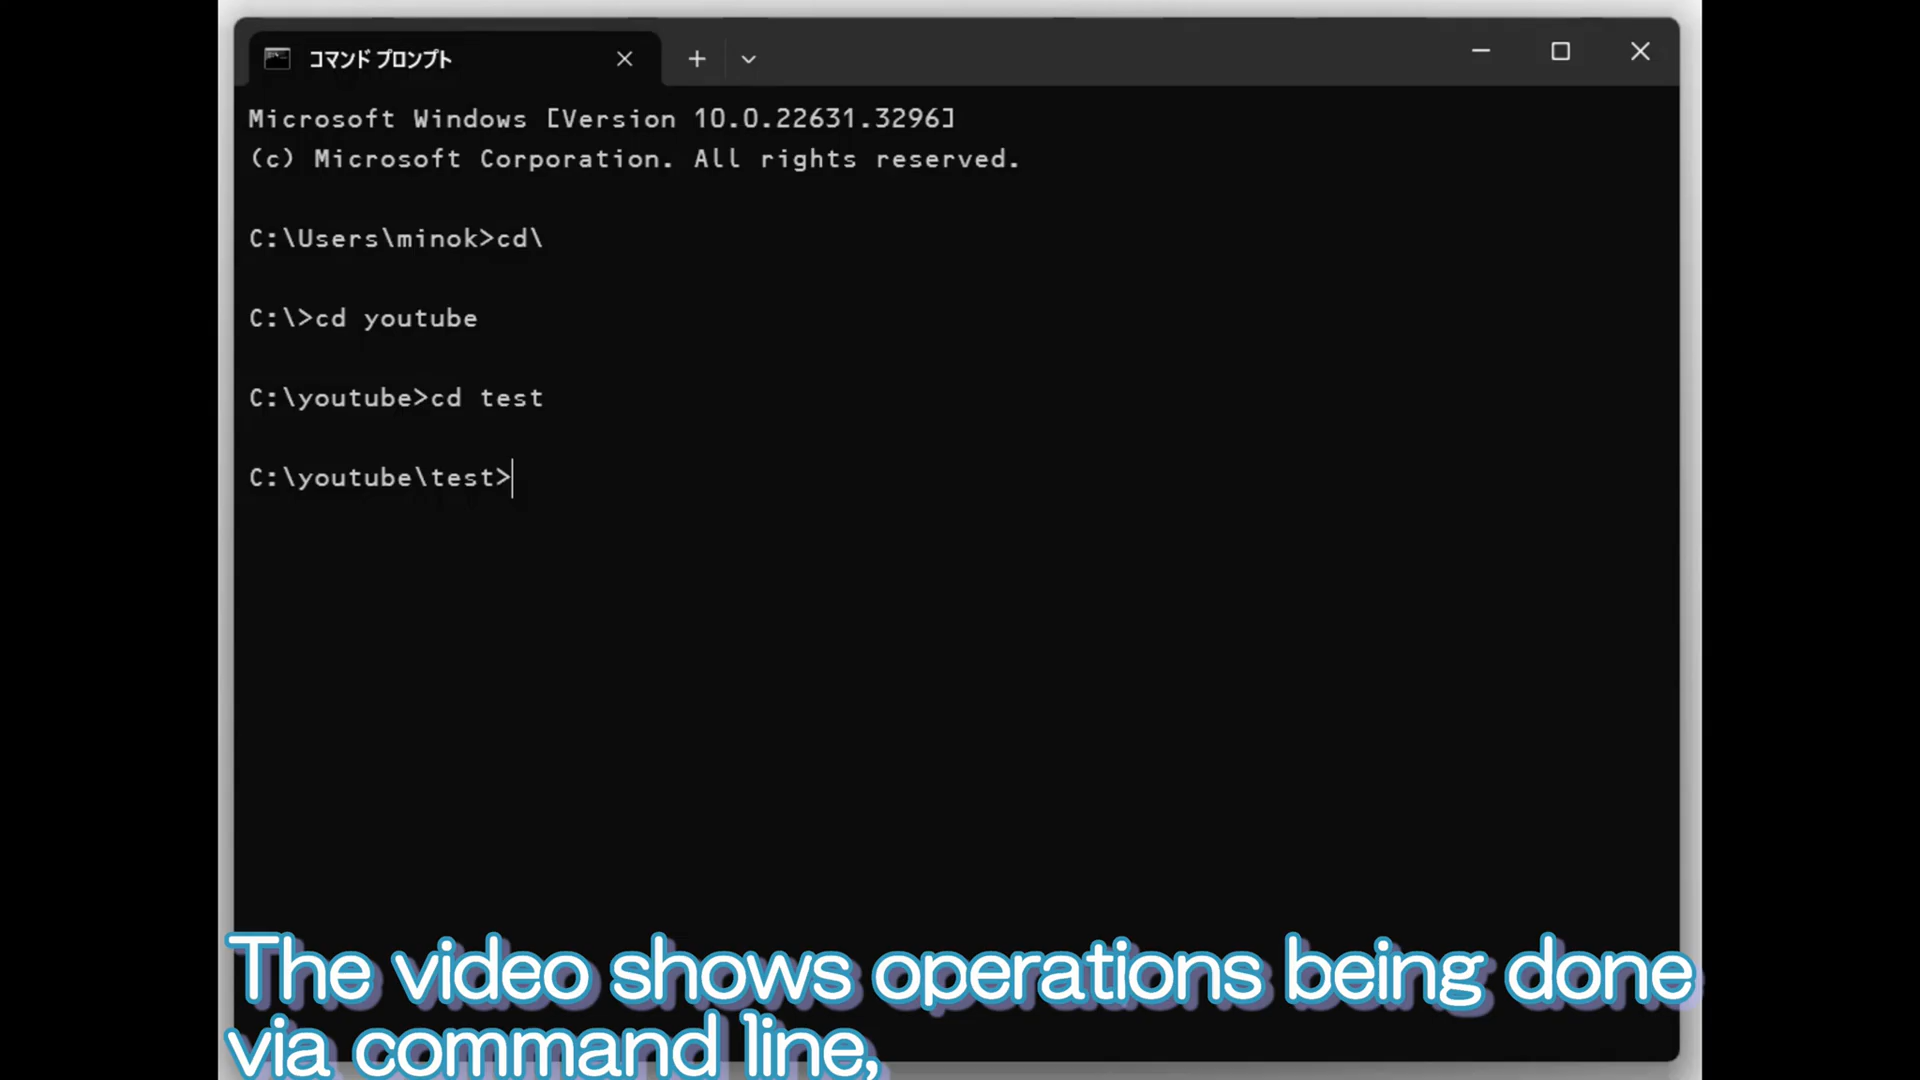 コマンド プロンプト
Microsoft Windows [Version 10.0.22631.3296]
(c) Microsoft Corporation. All rights reserved.
C:\Users\minok>cd\
C:\>cd youtube
C:\youtube>cd test
C:\youtube\test>
The video shows operations being done
via command line,